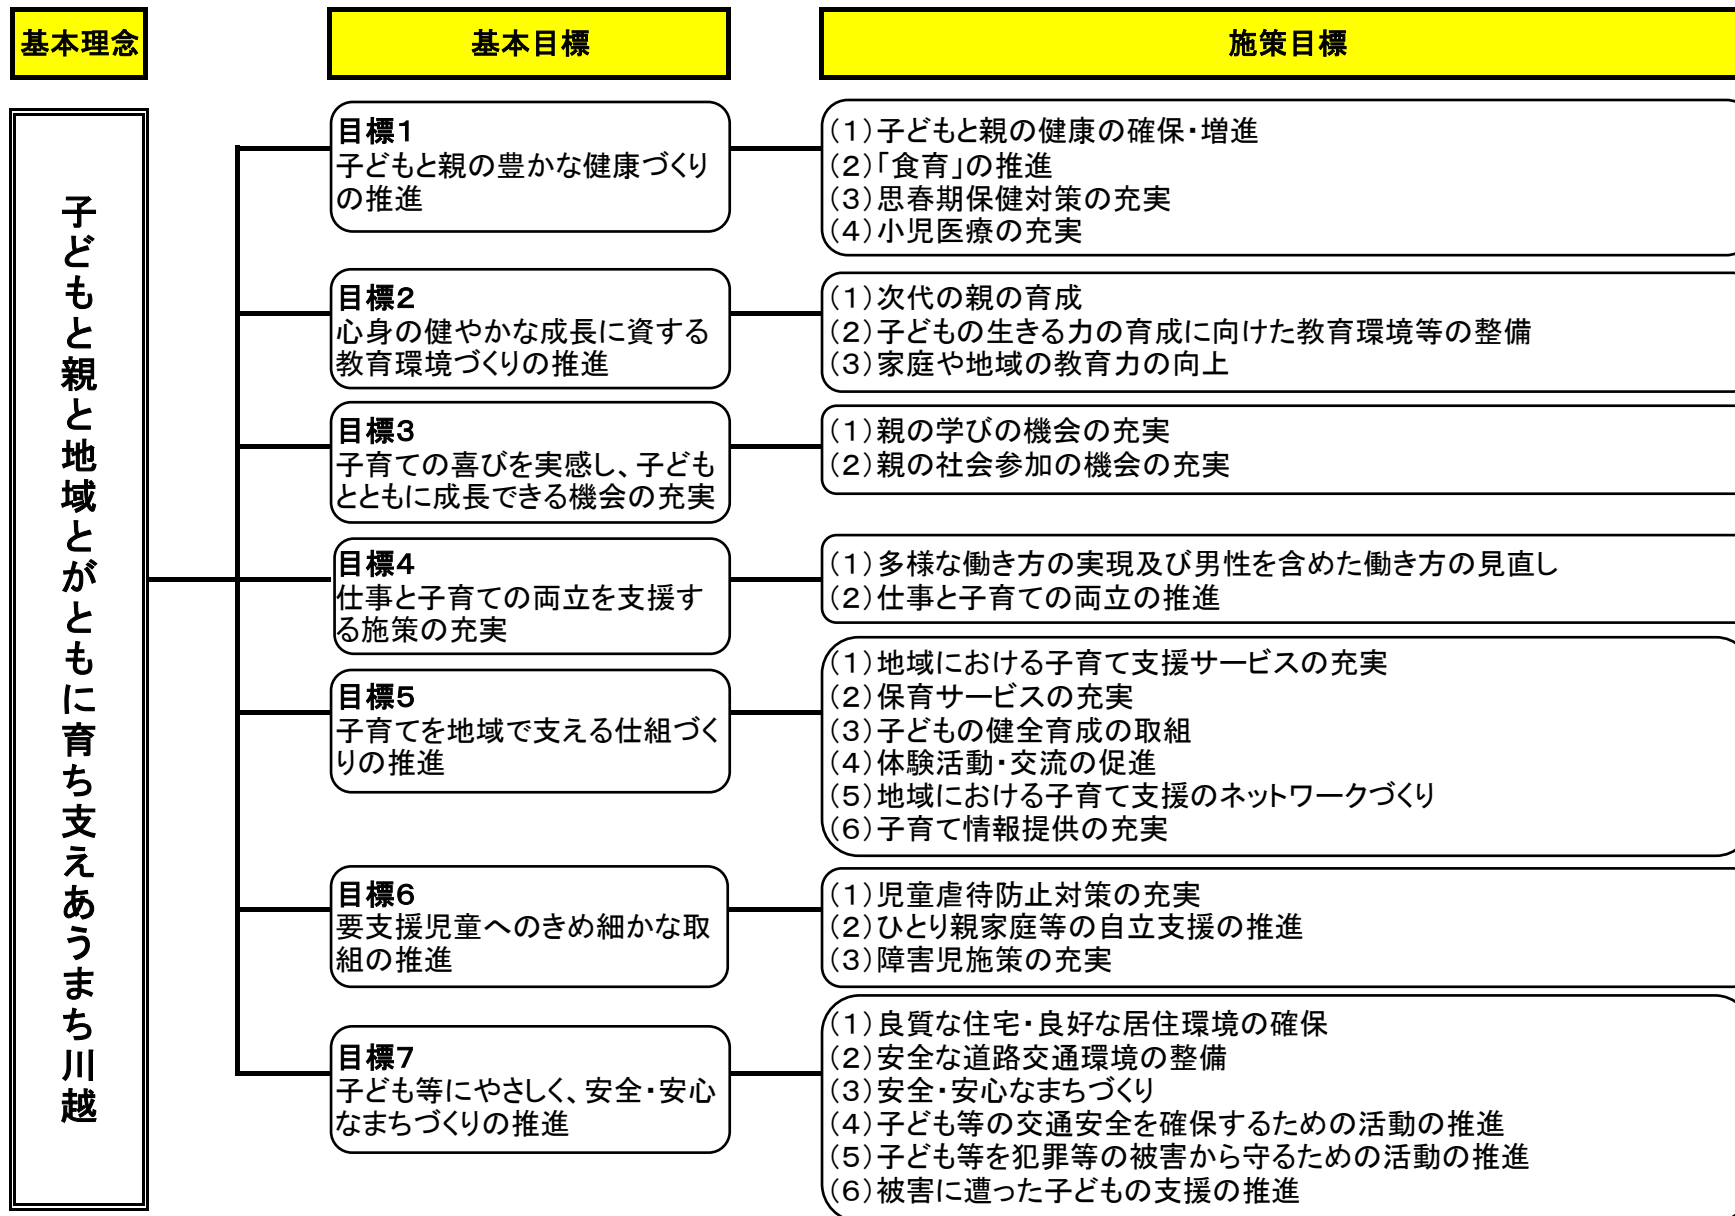 基本理念
基本目標
施策目標
子どもと親と地域とがともに育ち支えあうまち川越
目標1
子どもと親の豊かな健康づくり
の推進
(1)子どもと親の健康の確保・増進
(2)「食育」の推進
(3)思春期保健対策の充実
(4)小児医療の充実
目標2
心身の健やかな成長に資する
教育環境づくりの推進
(1)次代の親の育成
(2)子どもの生きる力の育成に向けた教育環境等の整備
(3)家庭や地域の教育力の向上
目標3
子育ての喜びを実感し、子ども
とともに成長できる機会の充実
(1)親の学びの機会の充実
(2)親の社会参加の機会の充実
目標4
仕事と子育ての両立を支援す
る施策の充実
(1)多様な働き方の実現及び男性を含めた働き方の見直し
(2)仕事と子育ての両立の推進
目標5
子育てを地域で支える仕組づく
りの推進
(1)地域における子育て支援サービスの充実
(2)保育サービスの充実
(3)子どもの健全育成の取組
(4)体験活動・交流の促進
(5)地域における子育て支援のネットワークづくり
(6)子育て情報提供の充実
目標6
要支援児童へのきめ細かな取
組の推進
(1)児童虐待防止対策の充実
(2)ひとり親家庭等の自立支援の推進
(3)障害児施策の充実
目標7
子ども等にやさしく、安全・安心
なまちづくりの推進
(1)良質な住宅・良好な居住環境の確保
(2)安全な道路交通環境の整備
(3)安全・安心なまちづくり
(4)子ども等の交通安全を確保するための活動の推進
(5)子ども等を犯罪等の被害から守るための活動の推進
(6)被害に遭った子どもの支援の推進